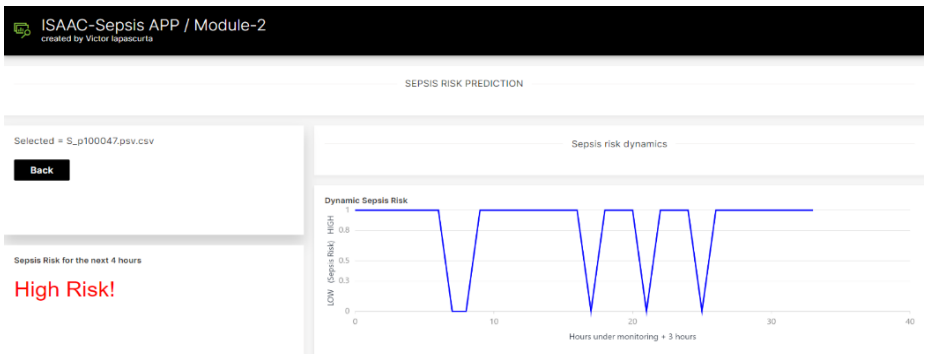 ISAAC-Sepsis APP / Module-2
created by Victor Iapascurta
SEPSIS RISK PREDICTION
Selected = S_p100047.psv.csv
Back
Sepsis risk dynamics
Dynamic Sepsis Risk
1
0.8
0.5
0.3
0
LOW (Sepsis Risk) HIGH
0
10
20
30
40
Hours under monitoring + 3 hours
Sepsis Risk for the next 4 hours
High Risk!